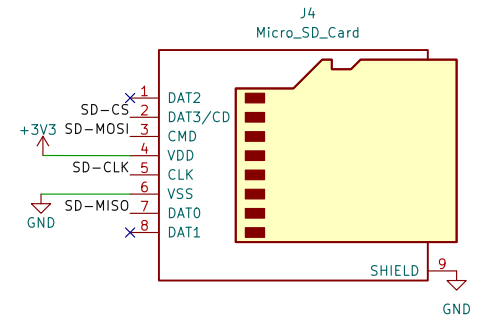 J4
Micro_SD_Card
1 DAT2
SD-CS 2 DAT3/CD
+3V3 SD-MOSI 3 CMD
4 VDD
SD-CLK 5 CLK
6 VSS
SD-MISO 7 DAT0
GND 8 DAT1
SHIELD 9
GND